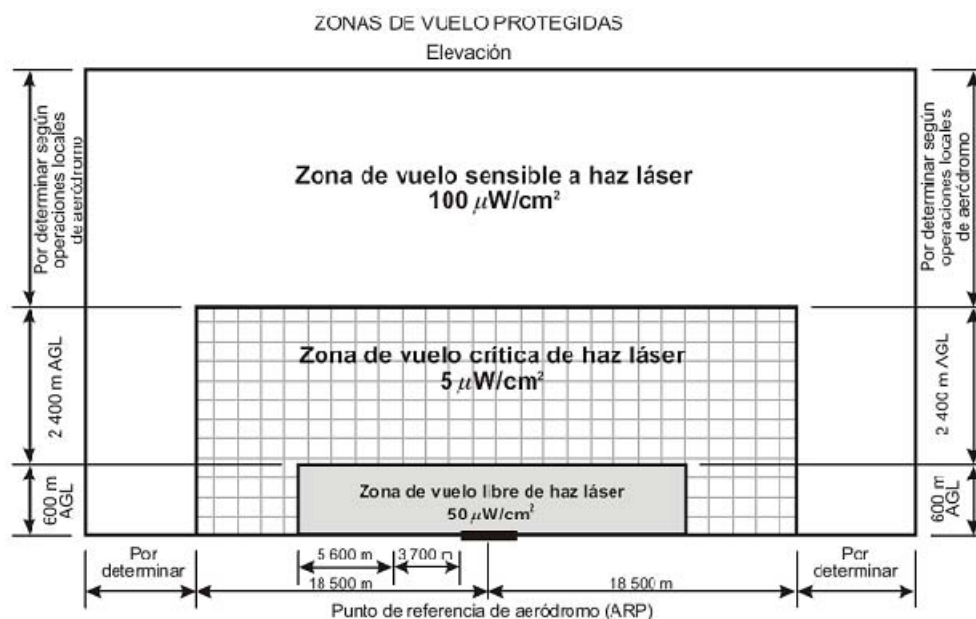 ZONAS DE VUELO PROTEGIDAS
Elevación
Por determinar según
operaciones locales
de aeródromo
Por determinar según
operaciones locales
de aeródromo
Zona de vuelo sensible a haz láser
100 µW/cm²
2 400 m AGL
2 400 m AGL
Zona de vuelo crítica de haz láser
5 µW/cm²
600 m
AGL
600 m
AGL
Zona de vuelo libre de haz láser
50 µW/cm²
Por
determinar
5 600 m
3 700 m
Por
determinar
18 500 m
18 500 m
Punto de referencia de aeródromo (ARP)